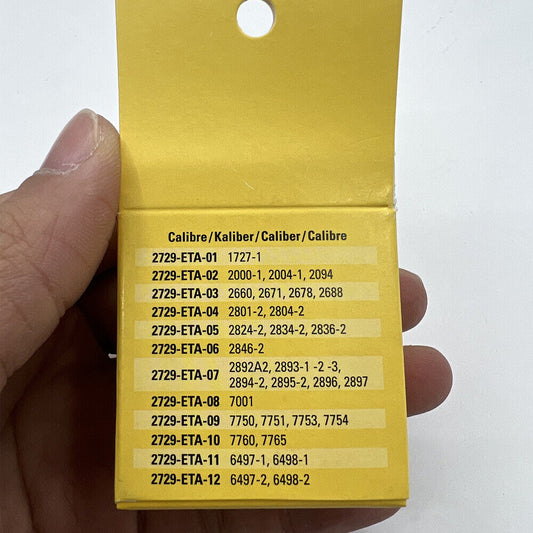 Calibre/Kaliber/Caliber/Calibre
2729-ETA-01 1727-1
2729-ETA-02 2000-1, 2004-1, 2094
2729-ETA-03 2660, 2671, 2678, 2688
2729-ETA-04 2801-2, 2804-2
2729-ETA-05 2824-2, 2834-2, 2836-2
2729-ETA-06 2846-2
2729-ETA-07 2892A2, 2893-1 -2 -3,
2894-2, 2895-2, 2896, 2897
2729-ETA-08 7001
2729-ETA-09 7750, 7751, 7753, 7754
2729-ETA-10 7760, 7765
2729-ETA-11 6497-1, 6498-1
2729-ETA-12 6497-2, 6498-2